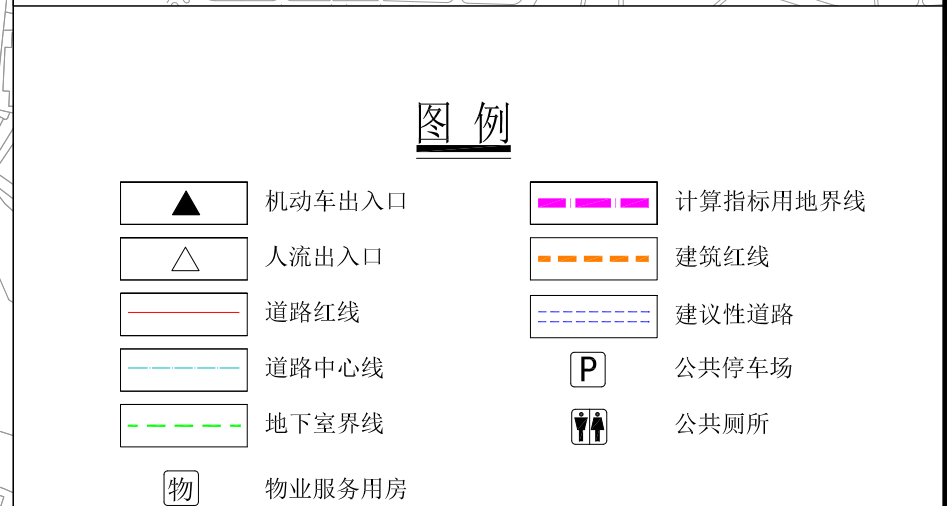 图 例
机动车出入口
计算指标用地界线
人流出入口
建筑红线
道路红线
建议性道路
道路中心线
P
公共停车场
地下室界线
公共厕所
物
物业服务用房